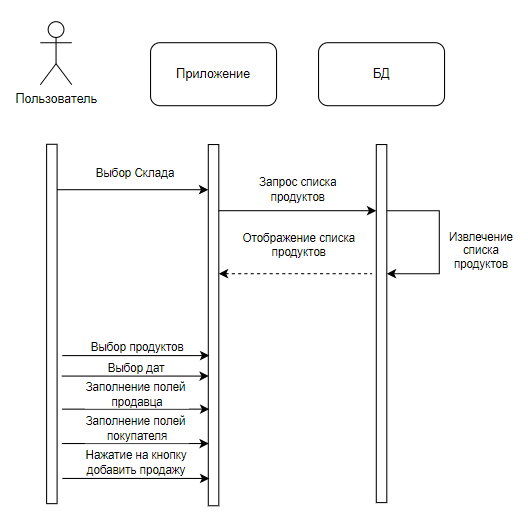 Пользователь
Приложение
БД
Выбор Склада
Запрос списка
продуктов
Отображение списка
продуктов
Извлечение
списка
продуктов
Выбор продуктов
Выбор дат
Заполнение полей
продавца
Заполнение полей
покупателя
Нажатие на кнопку
добавить продажу